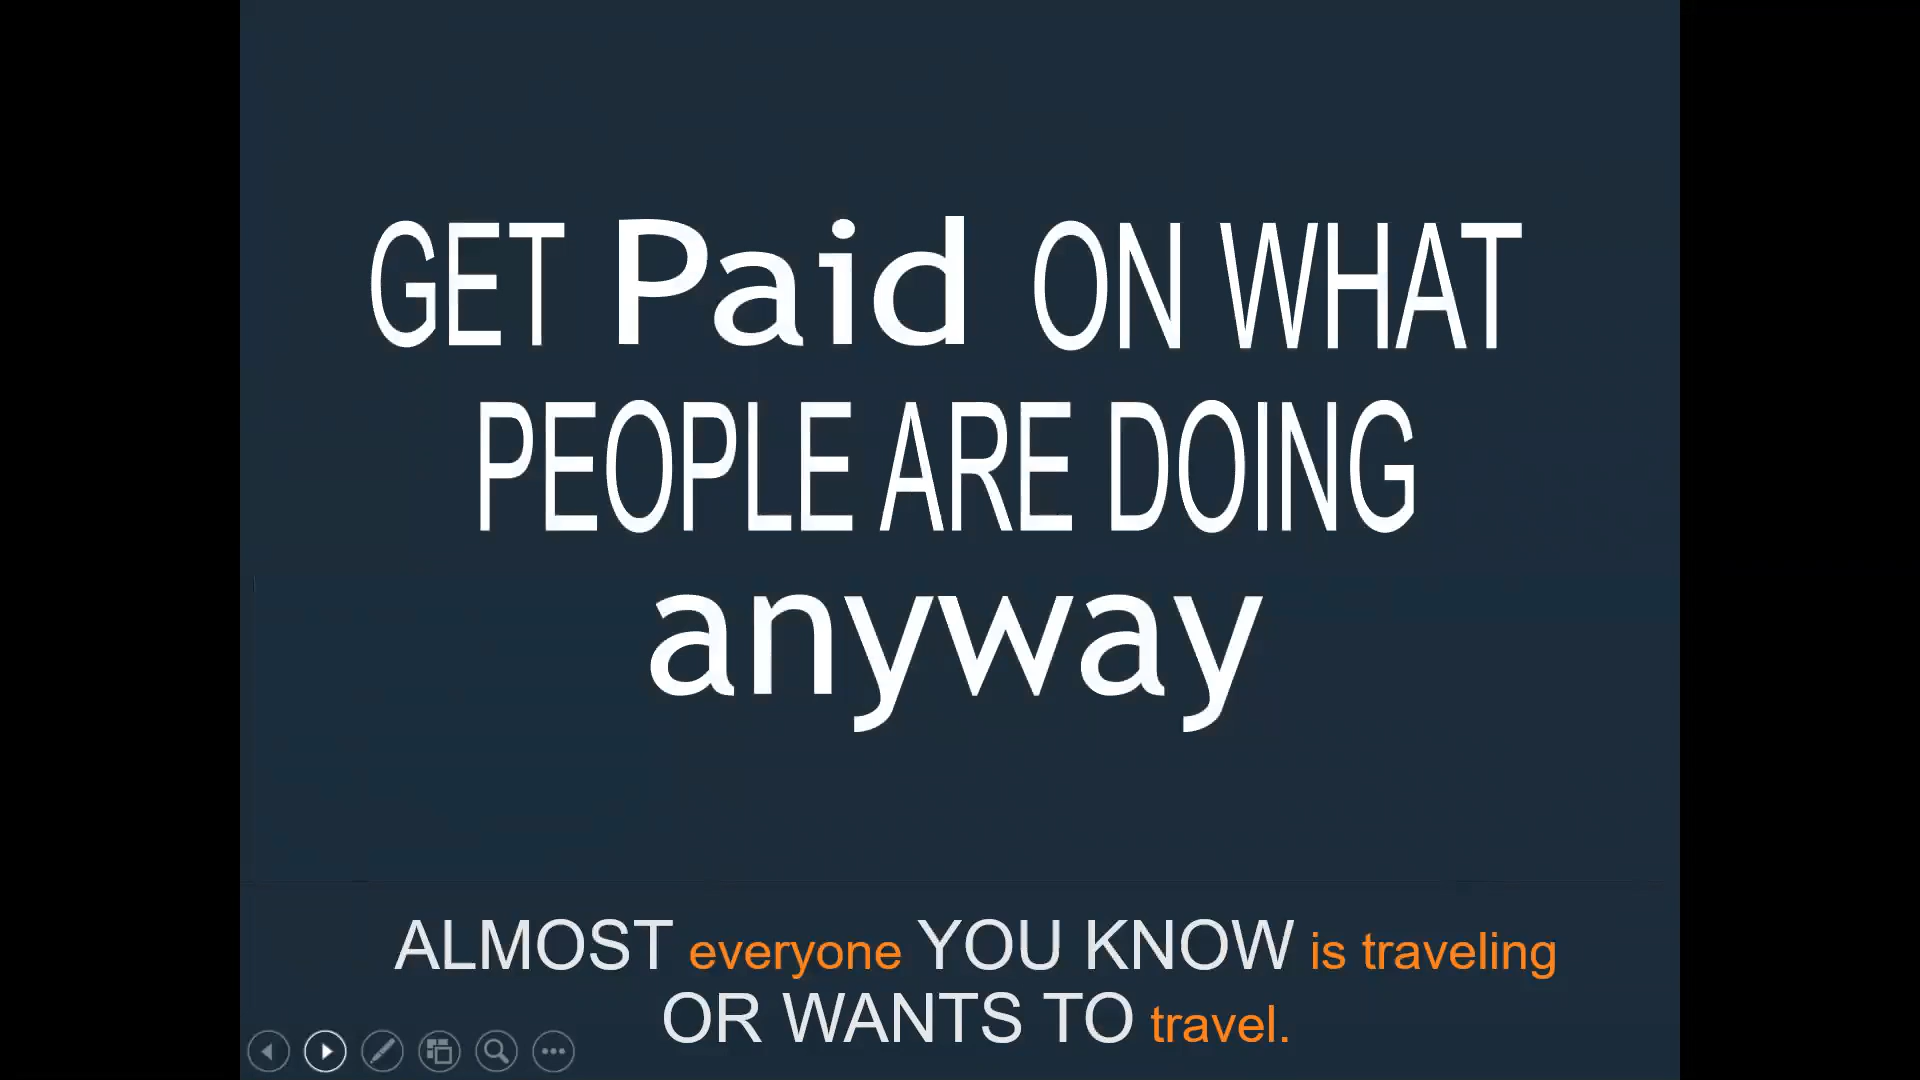 GET Paid ON WHAT
PEOPLE ARE DOING
anyway
ALMOST everyone YOU KNOW is traveling
OR WANTS TO travel.